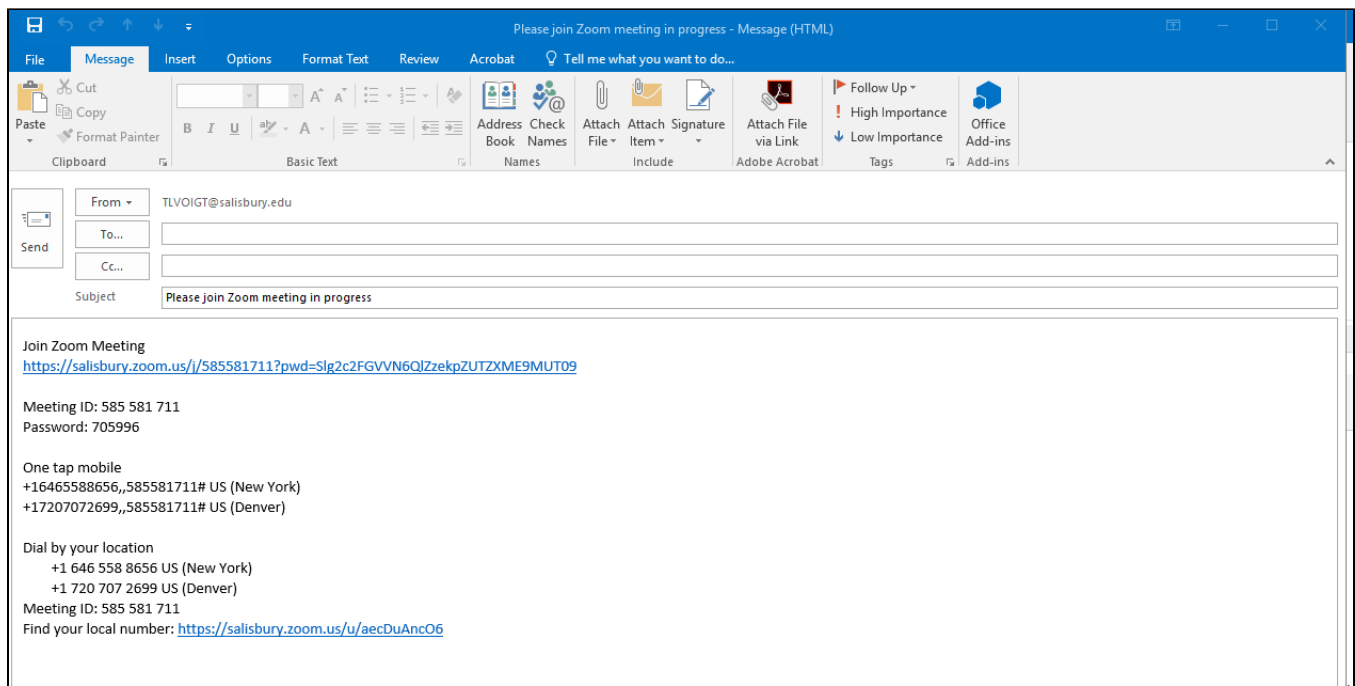 Please join Zoom meeting in progress - Message (HTML)
File Message Insert Options Format Text Review Acrobat Tell me what you want to do...
Paste
Cut
Copy
Format Painter
Clipboard
B I U A
Basic Text
Address Book
Check Names
Names
Attach File
Attach Item
Signature
Include
Attach File via Link
Adobe Acrobat
Follow Up
High Importance
Low Importance
Tags
Office Add-ins
Add-ins
Send
From TLVOIGT@salisbury.edu
To...
Cc...
Subject Please join Zoom meeting in progress
Join Zoom Meeting
https://salisbury.zoom.us/j/585581711?pwd=Slg2c2FGVVN6QlZzekpZUTZXME9MUT09
Meeting ID: 585 581 711
Password: 705996
One tap mobile
+16465588656,,585581711# US (New York)
+17207072699,,585581711# US (Denver)
Dial by your location
+1 646 558 8656 US (New York)
+1 720 707 2699 US (Denver)
Meeting ID: 585 581 711
Find your local number: https://salisbury.zoom.us/u/aecDuAncO6